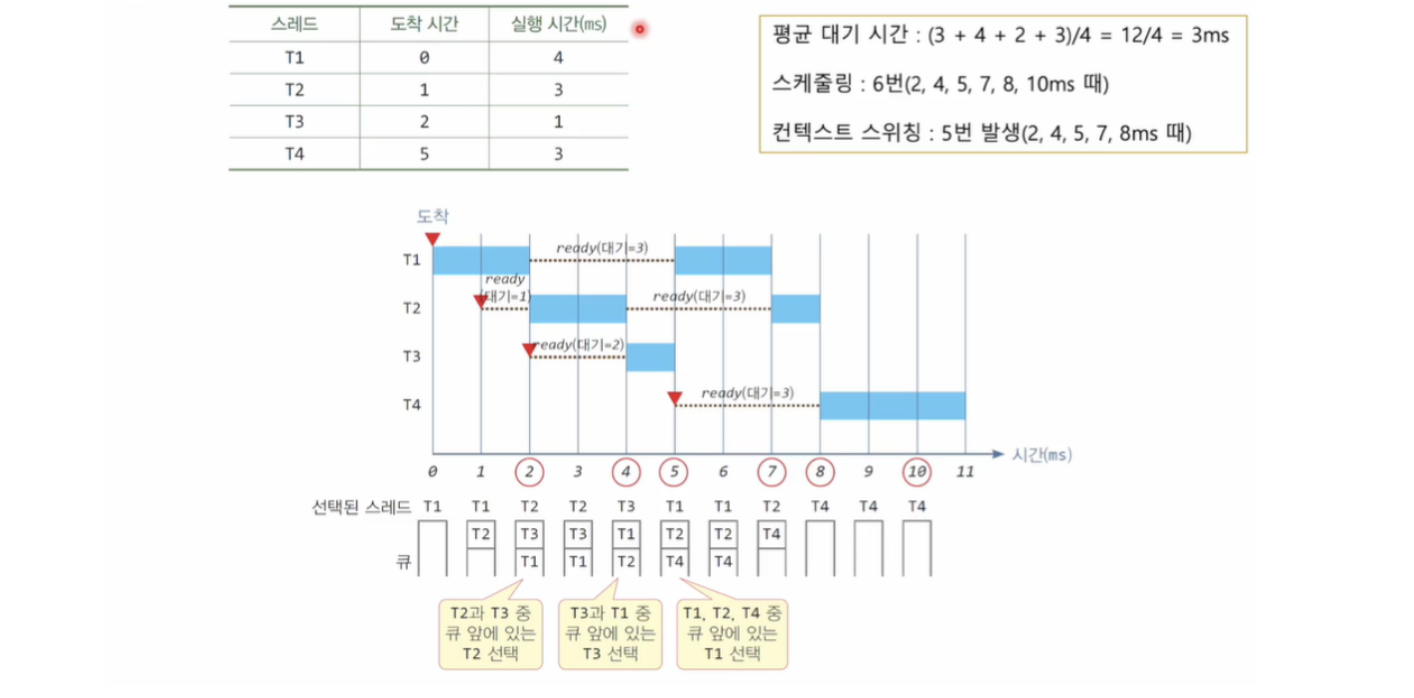 스레드 도착 시간 실행 시간(ms)
T1 0 4
T2 1 3
T3 2 1
T4 5 3
평균 대기 시간 : (3 + 4 + 2 + 3)/4 = 12/4 = 3ms
스케줄링 : 6번(2, 4, 5, 7, 8, 10ms 때)
컨텍스트 스위칭 : 5번 발생(2, 4, 5, 7, 8ms 때)
도착
T1 ready(대기=3)
ready
(대기=1)
T2 ready(대기=3)
T3 ready(대기=2)
T4 ready(대기=3)
0 1 2 3 4 5 6 7 8 9 10 11 시간(ms)
선택된 스레드 T1 T1 T2 T2 T3 T1 T1 T2 T4 T4 T4
T2 T3 T3 T1 T2 T2 T4
큐 T1 T1 T2 T4 T4
T2과 T3 중
큐 앞에 있는
T2 선택
T3과 T1 중
큐 앞에 있는
T3 선택
T1, T2, T4 중
큐 앞에 있는
T1 선택